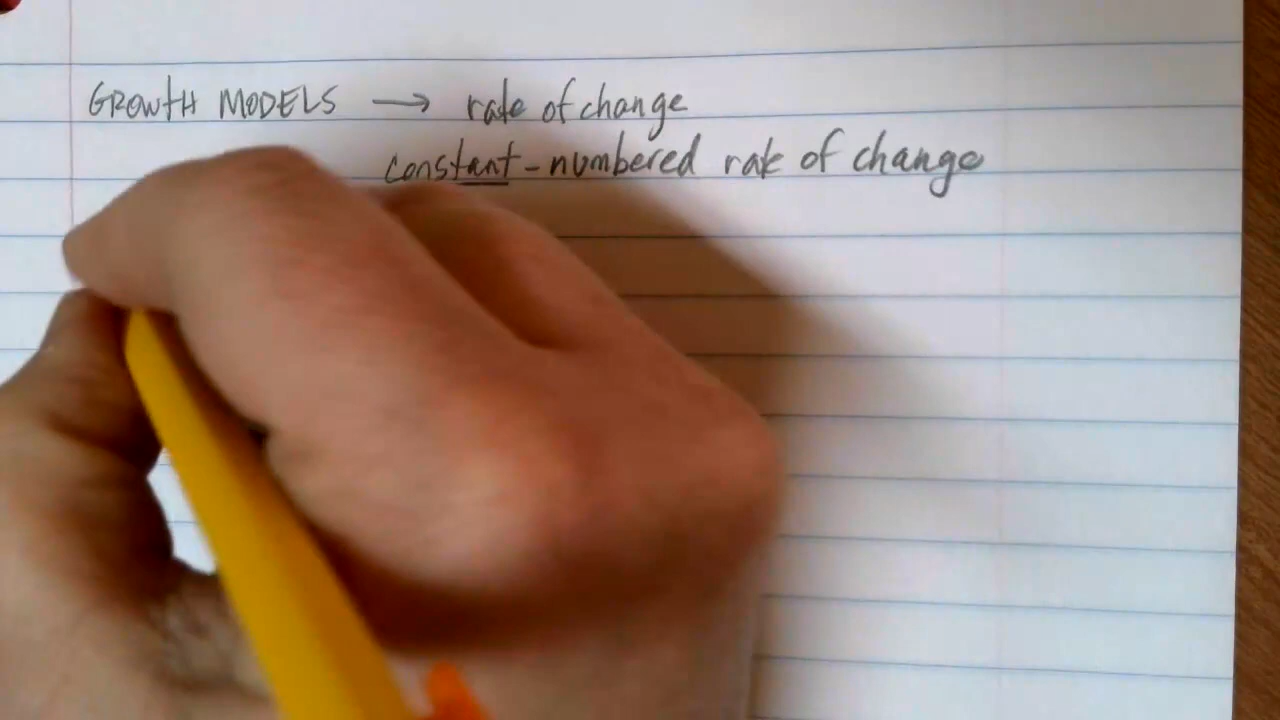 GROWTH MODELS → rate of change
constant-numbered rate of change